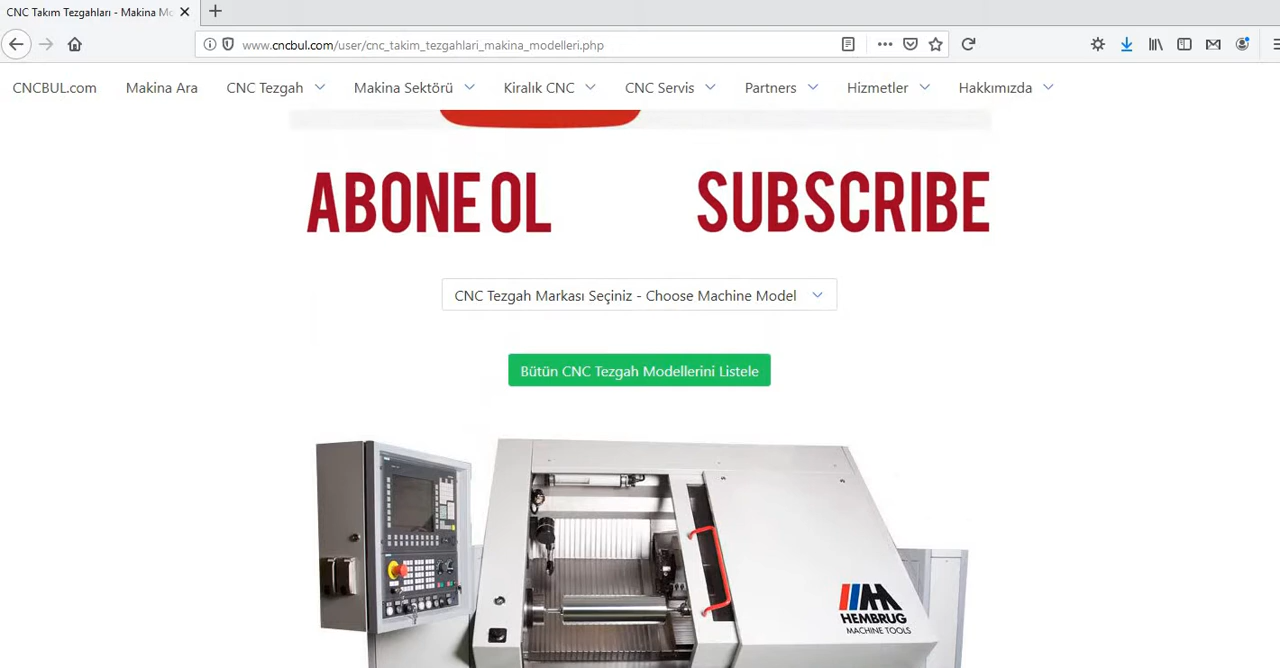 CNC Takım Tezgahları - Makina Mo
www.cncbul.com/user/cnc_takim_tezgahlari_makina_modelleri.php
CNCBUL.com Makina Ara CNC Tezgah Makina Sektörü Kiralık CNC CNC Servis Partners Hizmetler Hakkımızda
ABONE OL SUBSCRIBE
CNC Tezgah Markası Seçiniz - Choose Machine Model
Bütün CNC Tezgah Modellerini Listele
HEMBRUG
MACHINE TOOLS